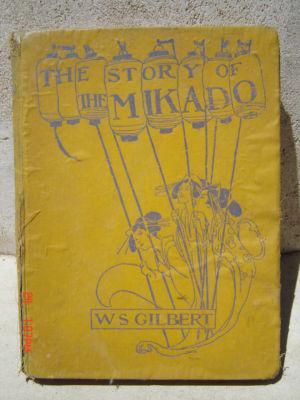 THE STORY OF
THE MIKADO
W S GILBERT